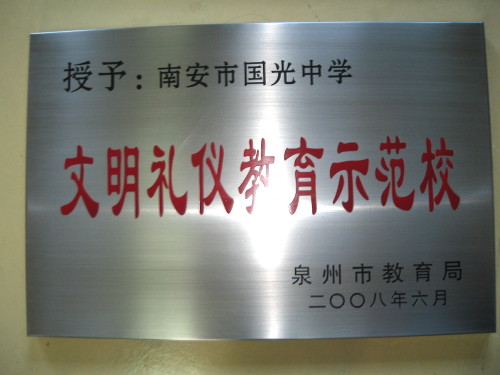 授予：南安市国光中学
文明礼仪教育示范校
泉州市教育局
二〇〇八年六月